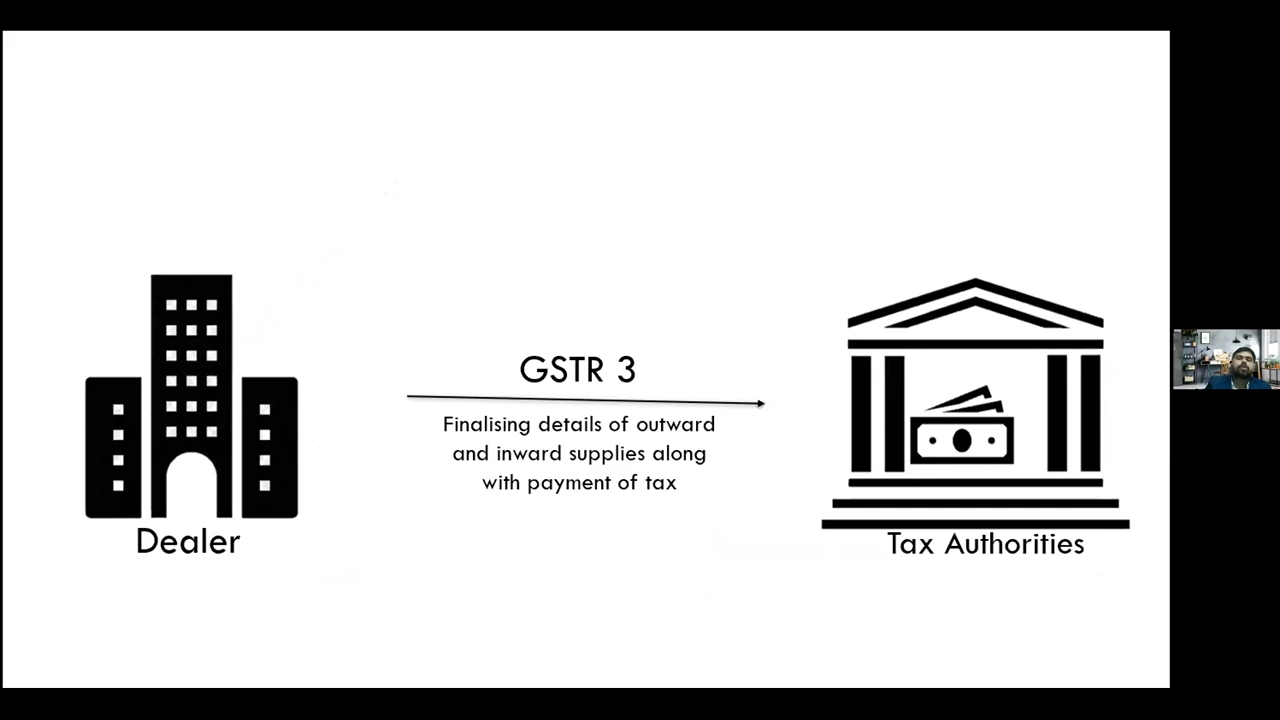 GSTR 3
Finalising details of outward
and inward supplies along
with payment of tax
Dealer
Tax Authorities